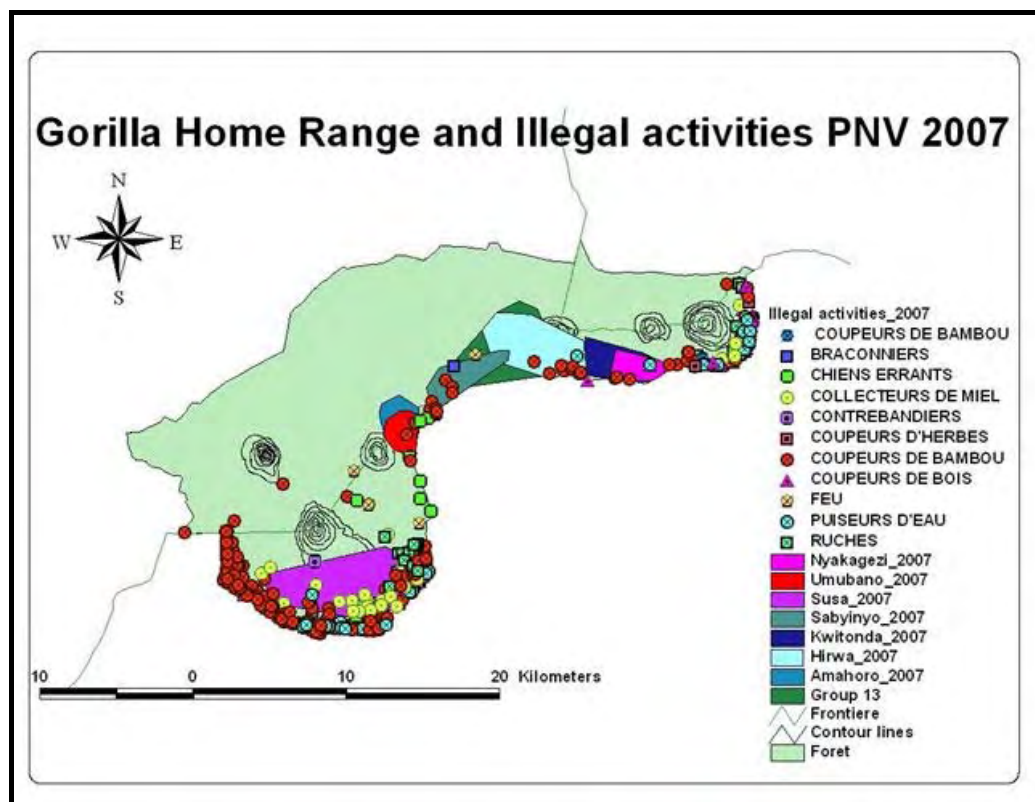 Gorilla Home Range and Illegal activities PNV 2007
N
W
E
S
Illegal activities_2007
COUPEURS DE BAMBOU
BRACONNIERS
CHIENS ERRANTS
COLLECTEURS DE MIEL
CONTREBANDIERS
COUPEURS D'HERBES
COUPEURS DE BAMBOU
COUPEURS DE BOIS
FEU
PUISEURS D'EAU
RUCHES
Nyakagezi_2007
Umubano_2007
Susa_2007
Sabyinyo_2007
Kwitonda_2007
Hirwa_2007
Amahoro_2007
Group 13
Frontiere
Contour lines
Foret
10 0 10 20 Kilometers